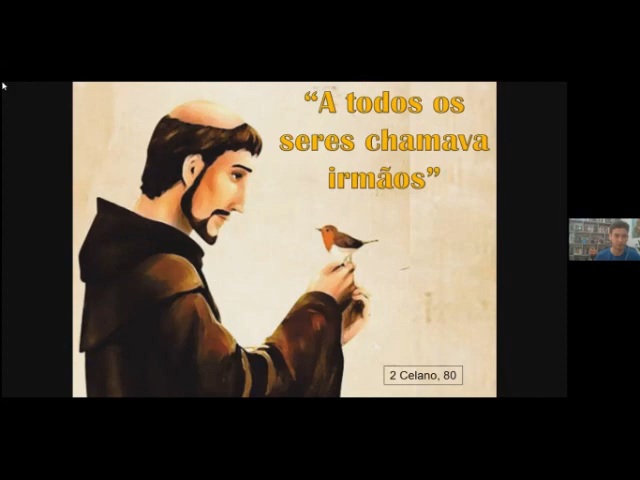 “A todos os
seres chamava
irmãos”
2 Celano, 80